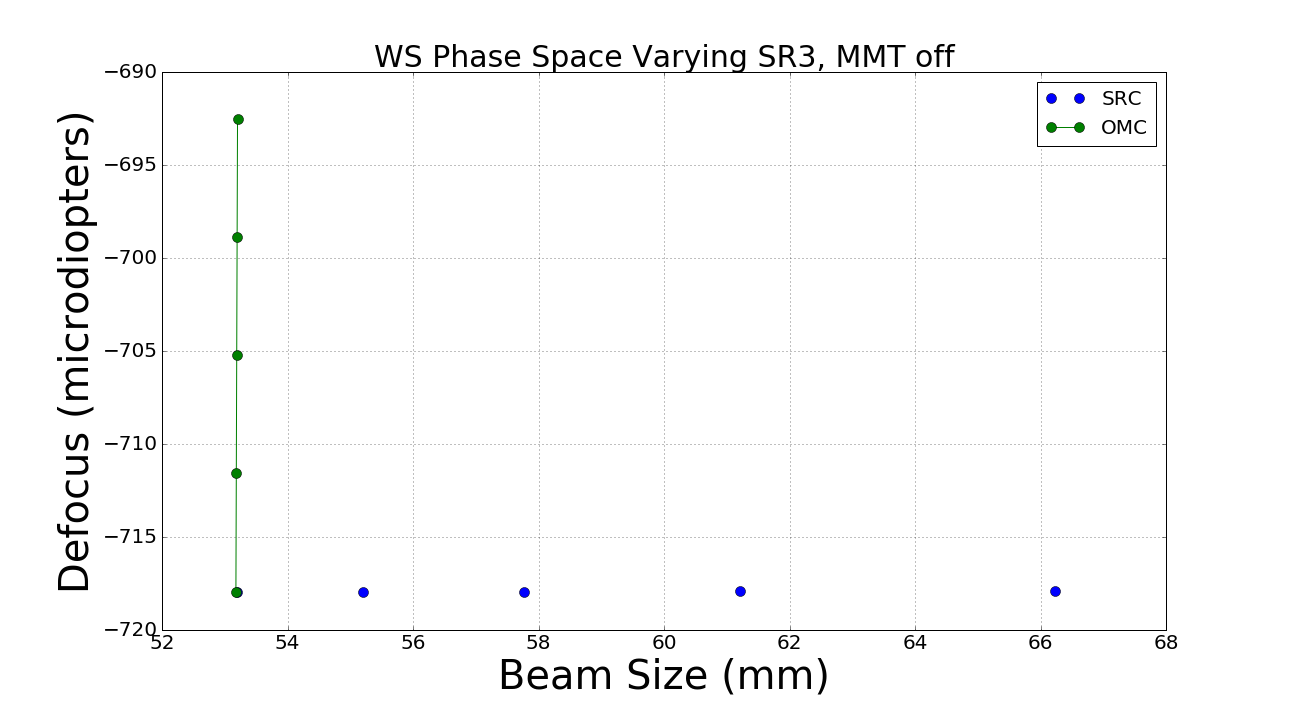 WS Phase Space Varying SR3, MMT off
SRC
OMC
Defocus (microdiopters)
−690
−695
−700
−705
−710
−715
−720
52 54 56 58 60 62 64 66 68
Beam Size (mm)